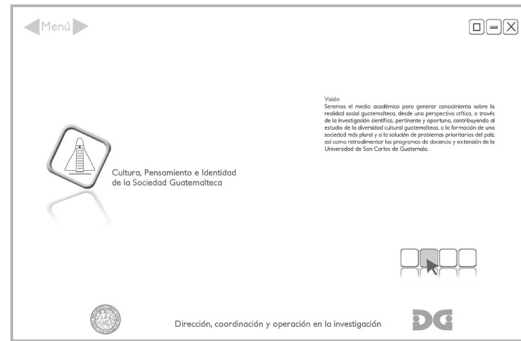 Menú
Visión
Seremos el medio académico para generar conocimiento sobre la
realidad social guatemalteca, desde una perspectiva crítica, a través
de la investigación científica, pertinente y oportuna, contribuyendo al
estudio de la diversidad cultural guatemalteca, a la formación de una
sociedad más plural y a la solución de problemas prioritarios del país;
así como retroalimentar los programas de docencia y extensión de la
Universidad de San Carlos de Guatemala.
Cultura, Pensamiento e Identidad
de la Sociedad Guatemalteca
Dirección, coordinación y operación en la investigación